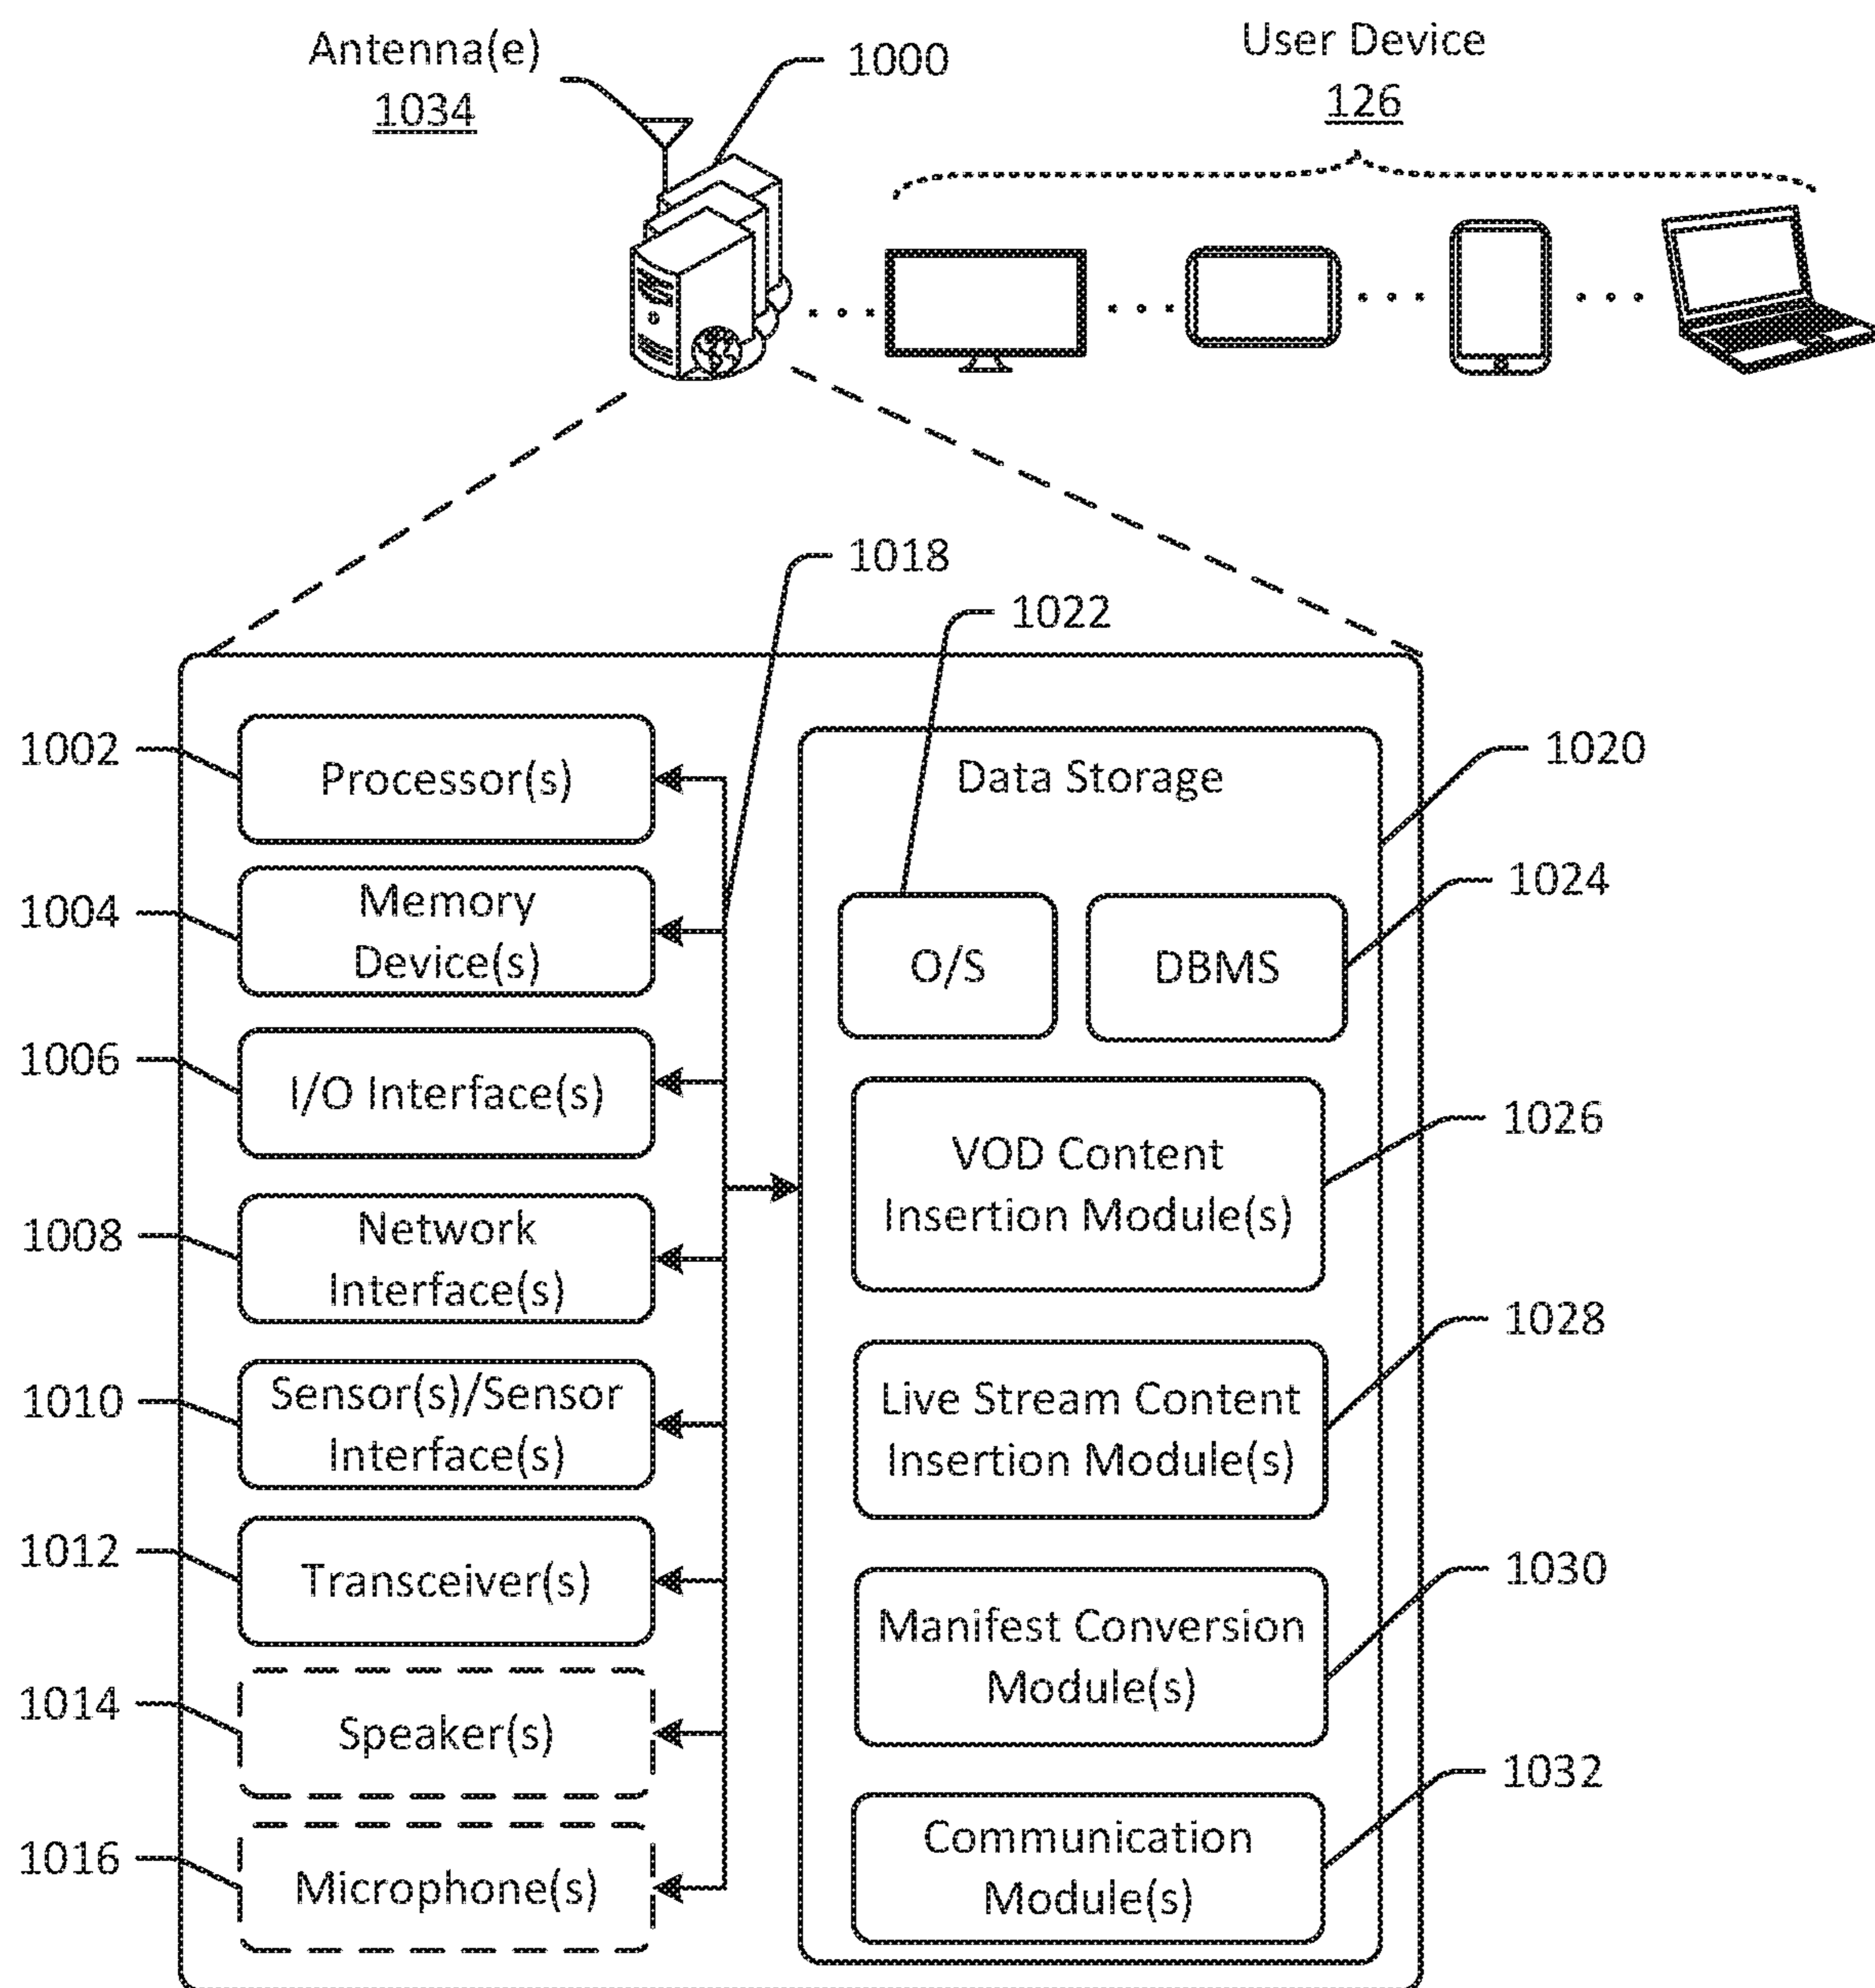 Antenna(e)
1034
1000
User Device
126
1018
1022
1002
Processor(s)
Data Storage
1020
1004
Memory
Device(s)
O/S
DBMS
1024
1006
I/O Interface(s)
VOD Content
Insertion Module(s)
1026
1008
Network
Interface(s)
1010
Sensor(s)/Sensor
Interface(s)
Live Stream Content
Insertion Module(s)
1028
1012
Transceiver(s)
Manifest Conversion
Module(s)
1030
1014
Speaker(s)
1016
Microphone(s)
Communication
Module(s)
1032